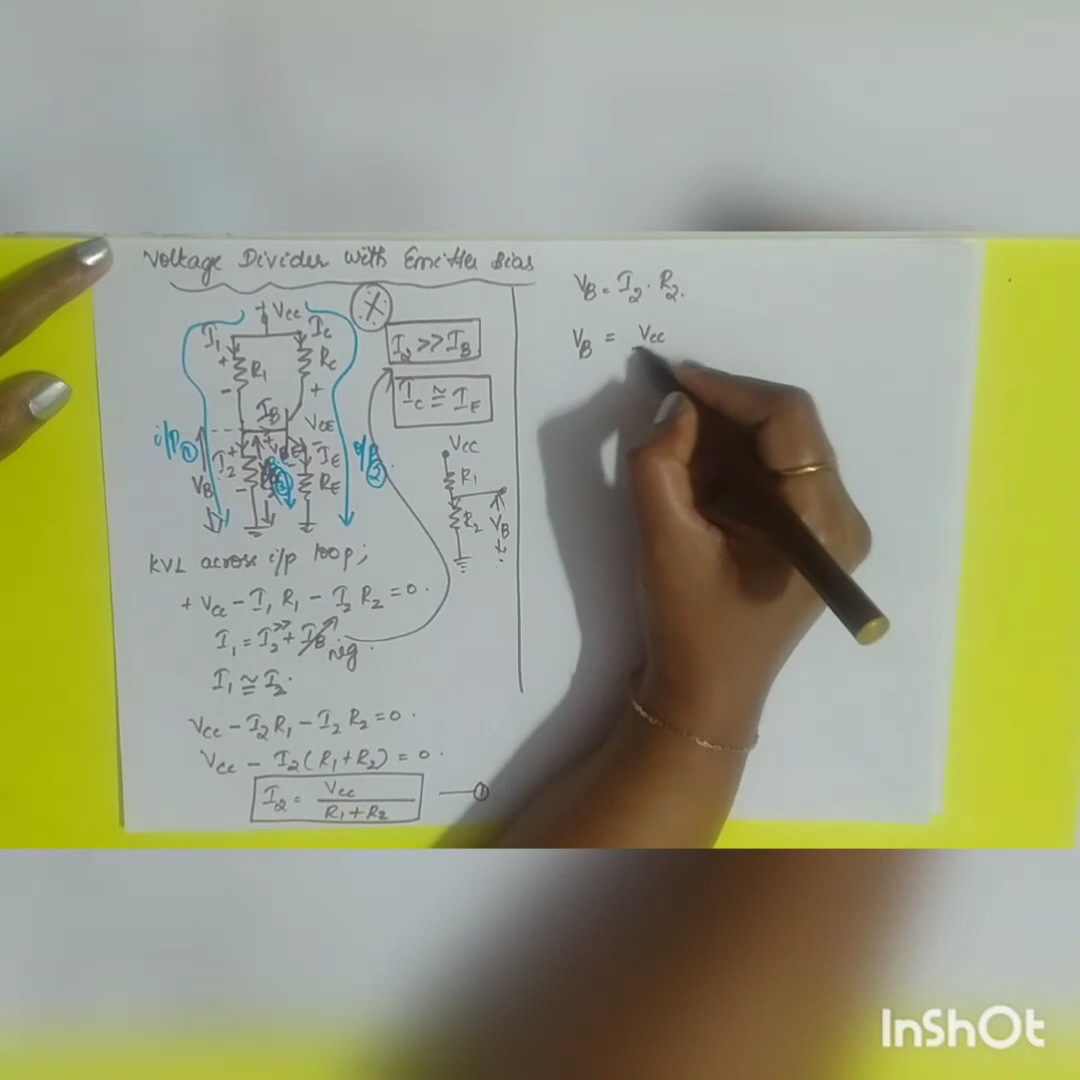 Voltage Divider with Emitter Bias
+Vcc
I1
Ic
+
R1
Rc
-
+
IB
VCE
i/p ①
+
I2
VBE
-
IE
o/p
VB
RE
I2 >> IB
Ic ≅ IE
Vcc
R1
R2
VB
KVL across i/p loop;
+ Vcc - I1 R1 - I2 R2 = 0.
I1 = I2 >> + IB neg.
I1 ≅ I2.
Vcc - I2 R1 - I2 R2 = 0.
Vcc - I2 (R1 + R2) = 0.
I2 = Vcc / R1 + R2 ——①
VB = I2 . R2.
VB = Vcc
InShOt